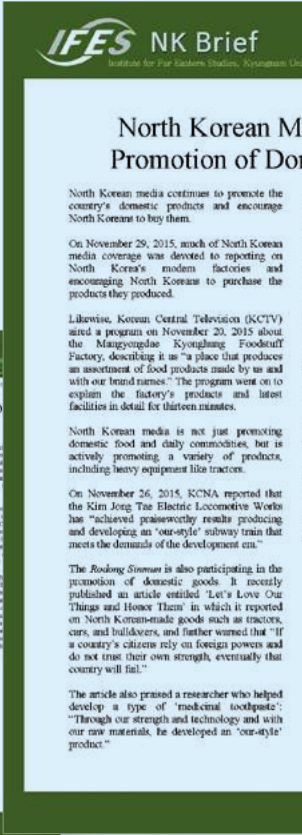 IFES NK Brief
Institute for Far Eastern Studies, Kyungnam Un
North Korean M
Promotion of Do
North Korean media continues to promote the
country's domestic products and encourage
North Koreans to buy them.
On November 29, 2015, much of North Korean
media coverage was devoted to reporting on
North Korea's modern factories and
encouraging North Koreans to purchase the
products they produced.
Likewise, Korean Central Television (KCTV)
aired a program on November 20, 2015 about
the Mangyongdae Kyonghung Foodstuff
Factory, describing it as "a place that produces
an assortment of food products made by us and
with our brand names." The program went on to
explain the factory's products and latest
facilities in detail for thirteen minutes.
North Korean media is not just promoting
domestic food and daily commodities, but is
actively promoting a variety of products,
including heavy equipment like tractors.
On November 26, 2015, KCNA reported that
the Kim Jong Tae Electric Locomotive Works
has "achieved praiseworthy results producing
and developing an 'our-style' subway train that
meets the demands of the development era."
The Rodong Sinmun is also participating in the
promotion of domestic goods. It recently
published an article entitled 'Let's Love Our
Things and Honor Them' in which it reported
on North Korean-made goods such as tractors,
cars, and bulldozers, and further warned that "If
a country's citizens rely on foreign powers and
do not trust their own strength, eventually that
country will fail."
The article also praised a researcher who helped
develop a type of 'medicinal toothpaste':
"Through our strength and technology and with
our raw materials, he developed an 'our-style'
product."